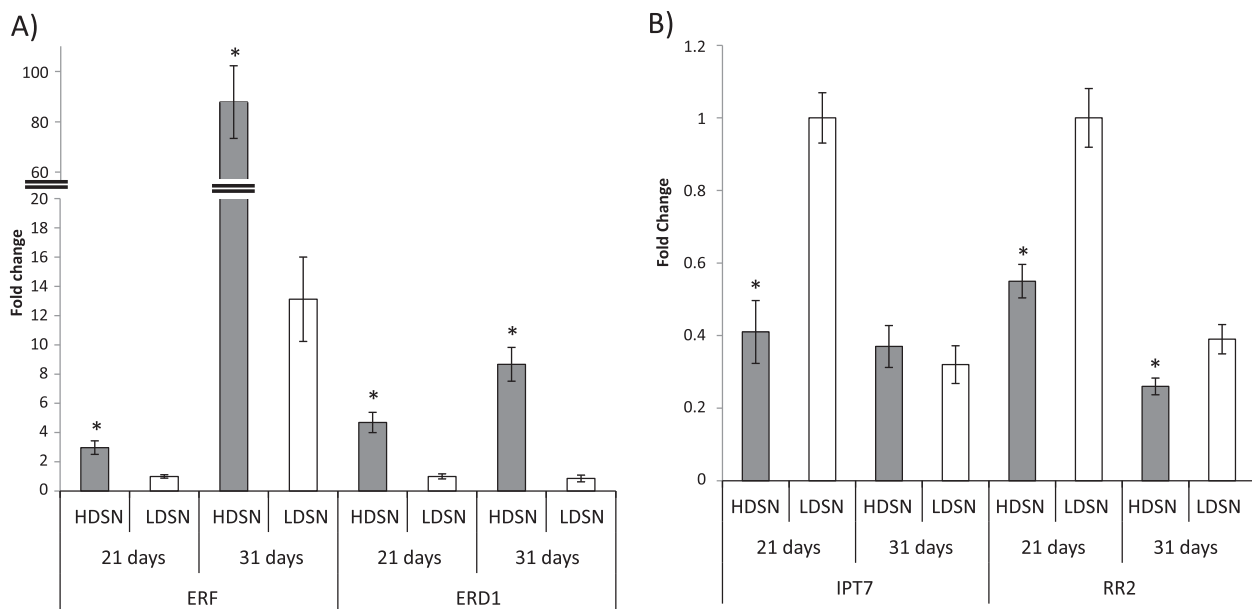 A)
100
80
60
20
18
16
14
12
10
8
6
4
2
0
Fold change
*
*
*
*
HDSN LDSN HDSN LDSN HDSN LDSN HDSN LDSN
21 days 31 days 21 days 31 days
ERF ERD1
B)
1.2
1
0.8
0.6
0.4
0.2
0
Fold Change
*
*
*
HDSN LDSN HDSN LDSN HDSN LDSN HDSN LDSN
21 days 31 days 21 days 31 days
IPT7 RR2